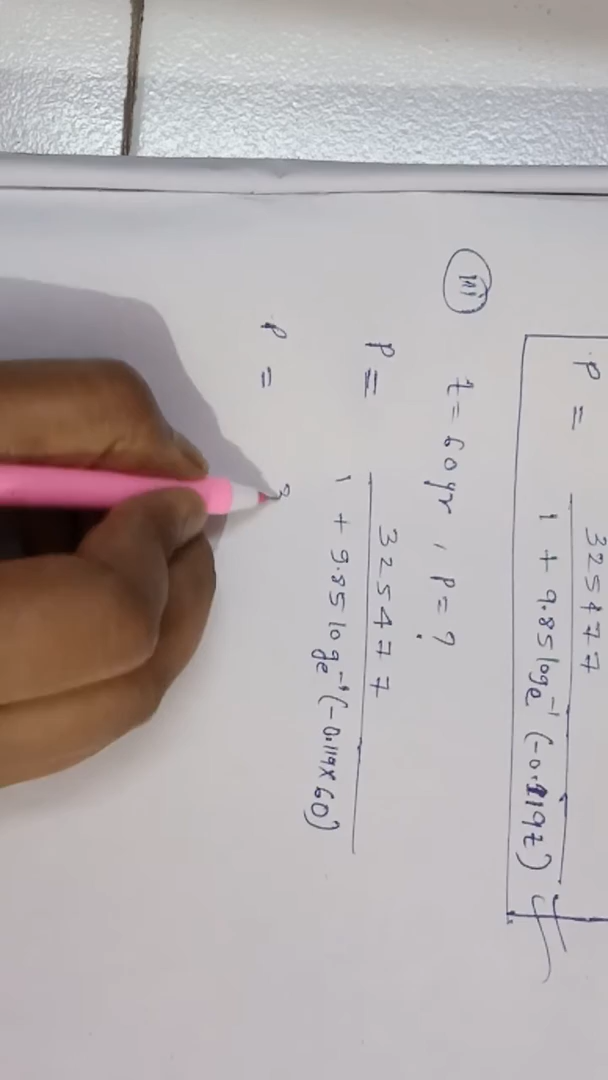 P = 325477 / 1 + 9.85 logₑ⁻¹ (-0.119t)
(iii) t = 60yr, P = ?
P = 325477 / 1 + 9.85 logₑ⁻¹ (-0.119 × 60)
P = 3